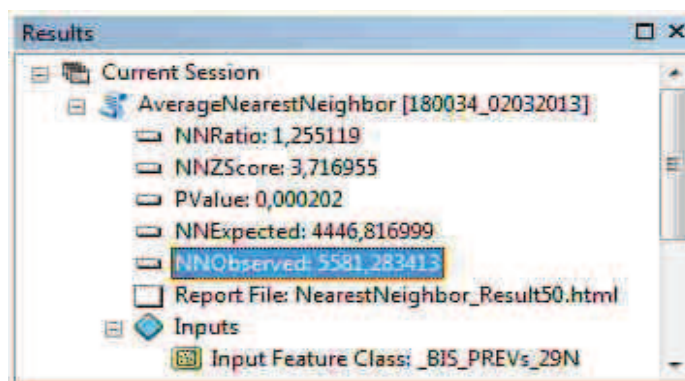 Results
Current Session
AverageNearestNeighbor [180034_02032013]
NNRatio: 1,255119
NNZScore: 3,716955
PValue: 0,000202
NNExpected: 4446,816999
NNObserved: 5581,283413
Report File: NearestNeighbor_Result50.html
Inputs
Input Feature Class: _BIS_PREVs_29N